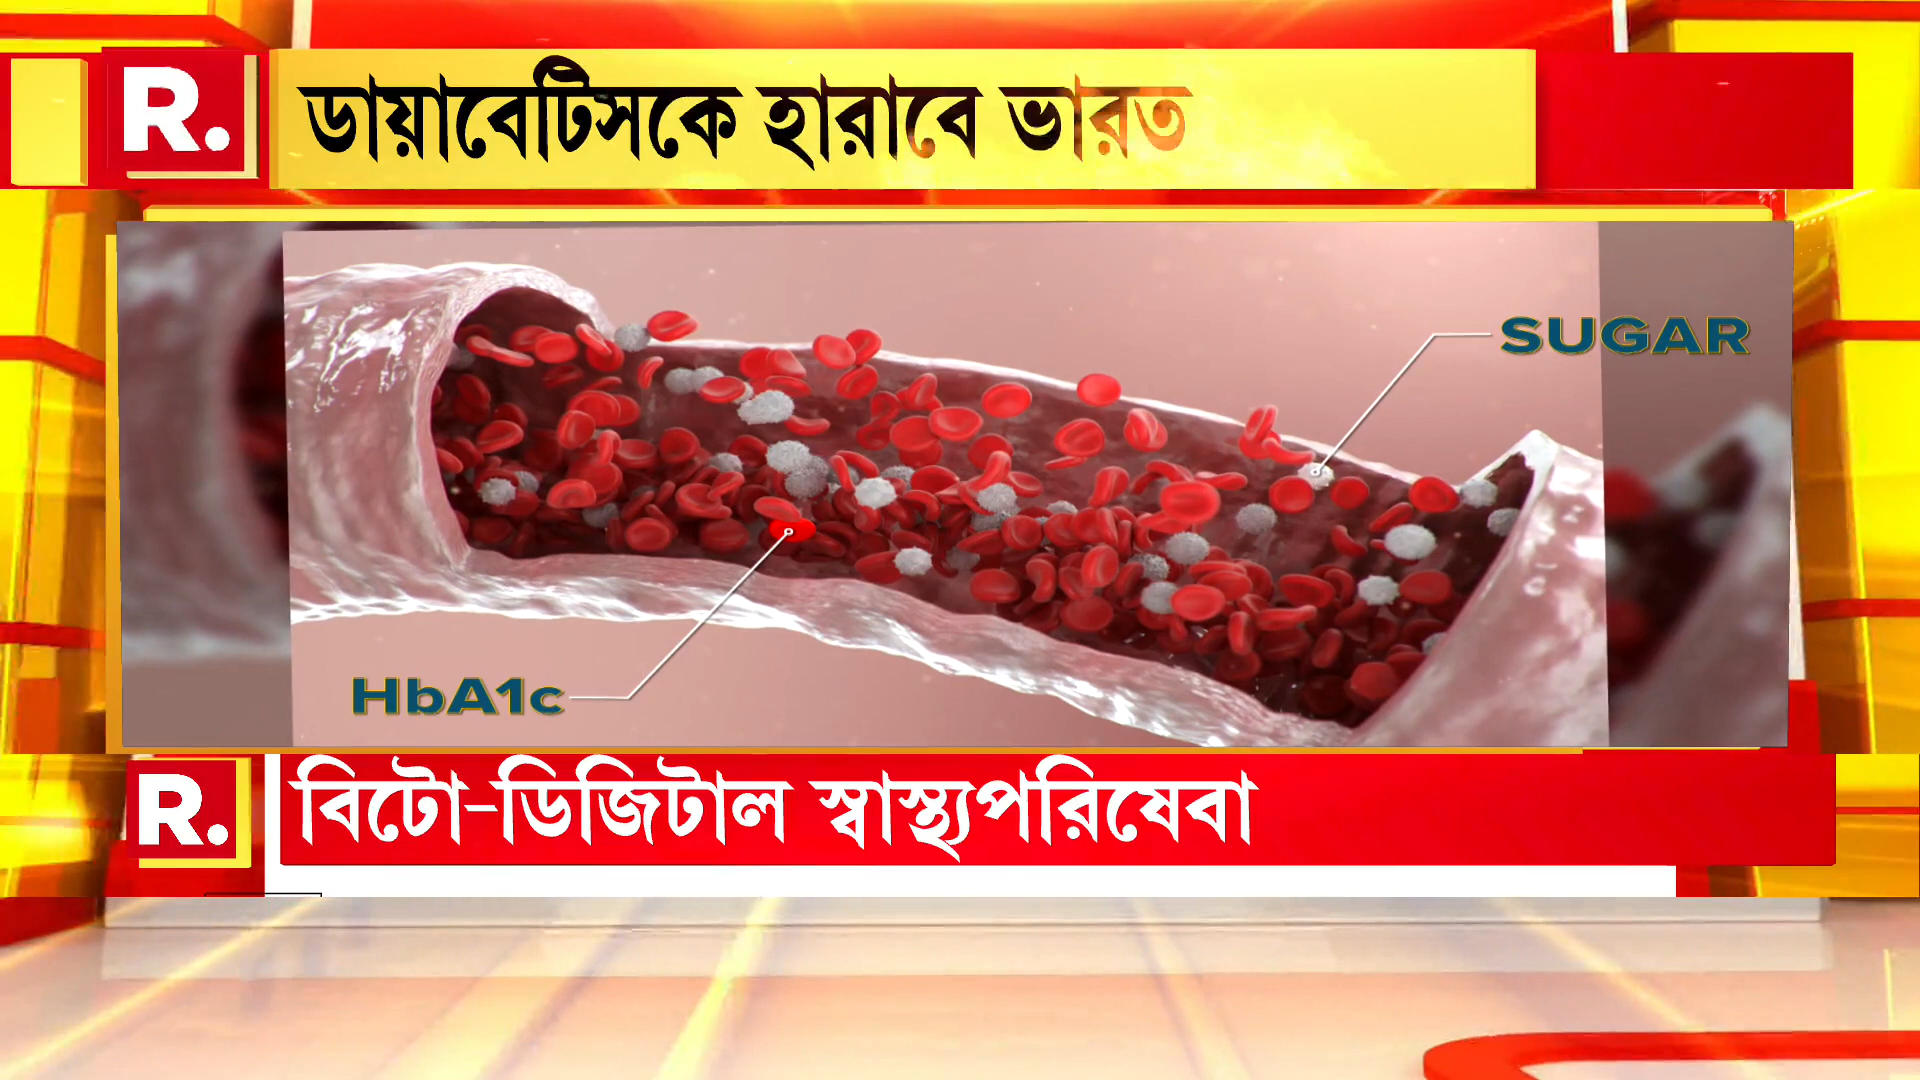 R.
ডায়াবেটিসকে হারাবে ভারত
SUGAR
HbA1c
R.
বিটো-ডিজিটাল স্বাস্থ্যপরিষেবা